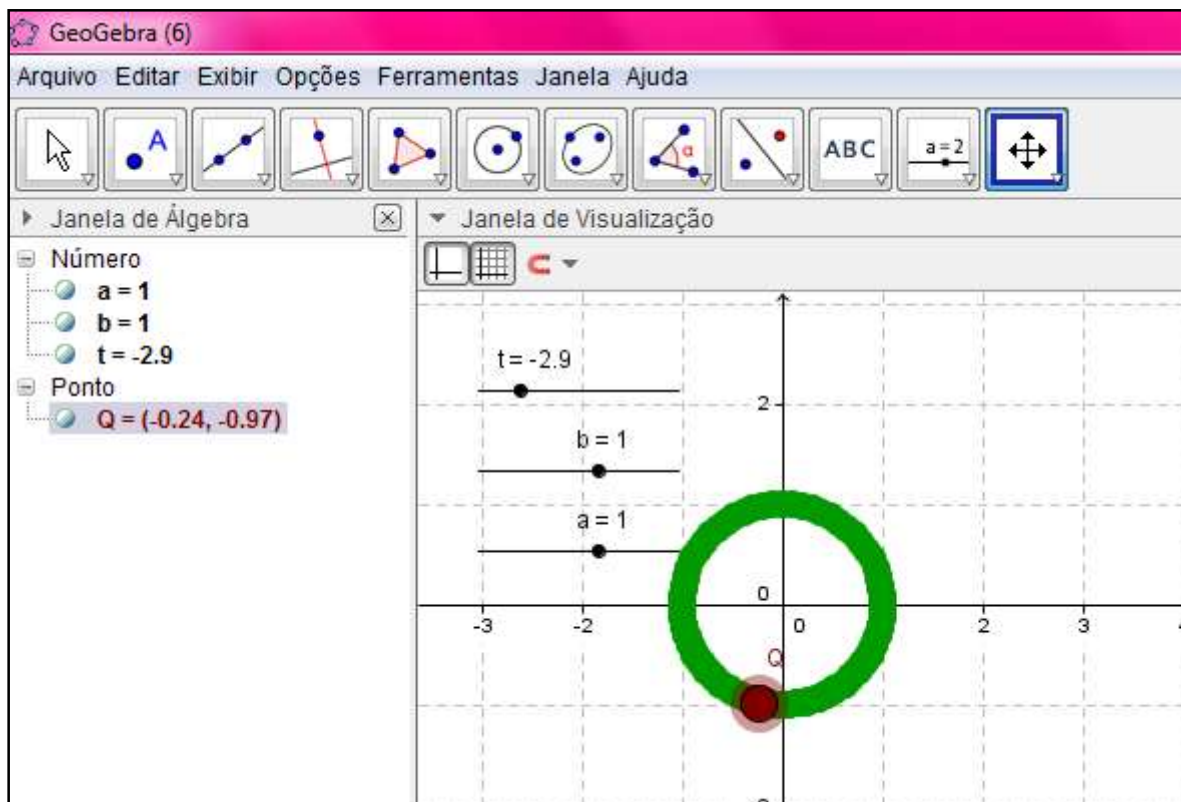 GeoGebra (6)
Arquivo Editar Exibir Opções Ferramentas Janela Ajuda
A α ABC a=2
Janela de Álgebra
Número
a = 1
b = 1
t = -2.9
Ponto
Q = (-0.24, -0.97)
Janela de Visualização
t = -2.9
b = 1
a = 1
2
0
-3 -2 0 2 3
Q